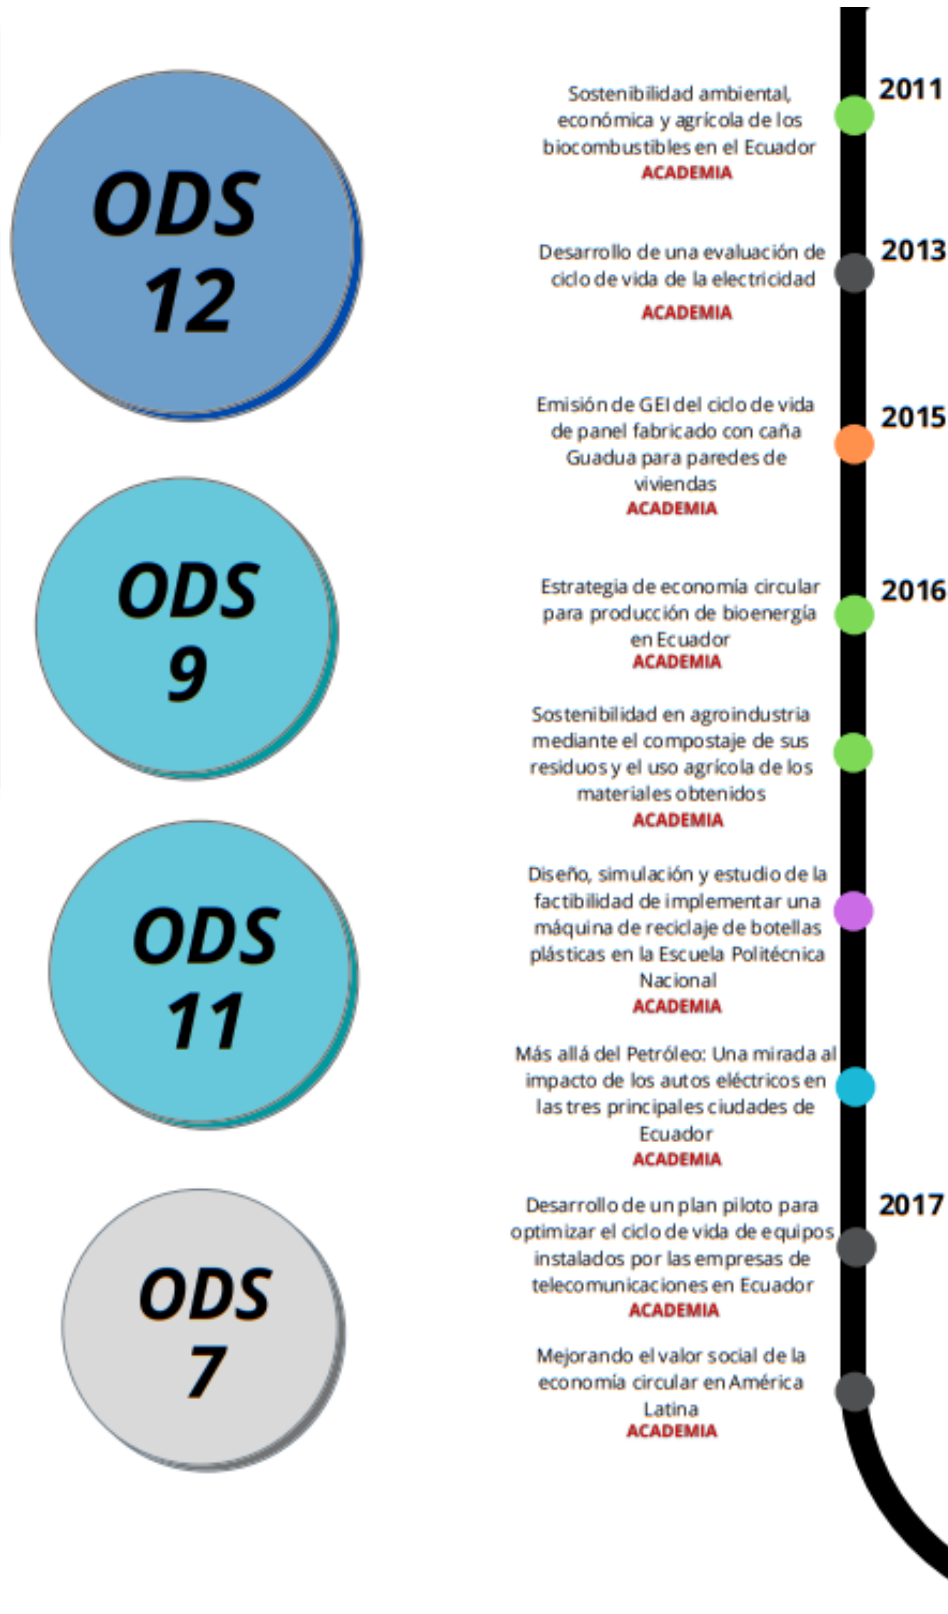 ODS
12
ODS
9
ODS
11
ODS
7
2011
Sostenibilidad ambiental,
económica y agrícola de los
biocombustibles en el Ecuador
ACADEMIA
2013
Desarrollo de una evaluación de
ciclo de vida de la electricidad
ACADEMIA
2015
Emisión de GEI del ciclo de vida
de panel fabricado con caña
Guadua para paredes de
viviendas
ACADEMIA
2016
Estrategia de economía circular
para producción de bioenergía
en Ecuador
ACADEMIA
Sostenibilidad en agroindustria
mediante el compostaje de sus
residuos y el uso agrícola de los
materiales obtenidos
ACADEMIA
Diseño, simulación y estudio de la
factibilidad de implementar una
máquina de reciclaje de botellas
plásticas en la Escuela Politécnica
Nacional
ACADEMIA
Más allá del Petróleo: Una mirada al
impacto de los autos eléctricos en
las tres principales ciudades de
Ecuador
ACADEMIA
2017
Desarrollo de un plan piloto para
optimizar el ciclo de vida de equipos
instalados por las empresas de
telecomunicaciones en Ecuador
ACADEMIA
Mejorando el valor social de la
economía circular en América
Latina
ACADEMIA